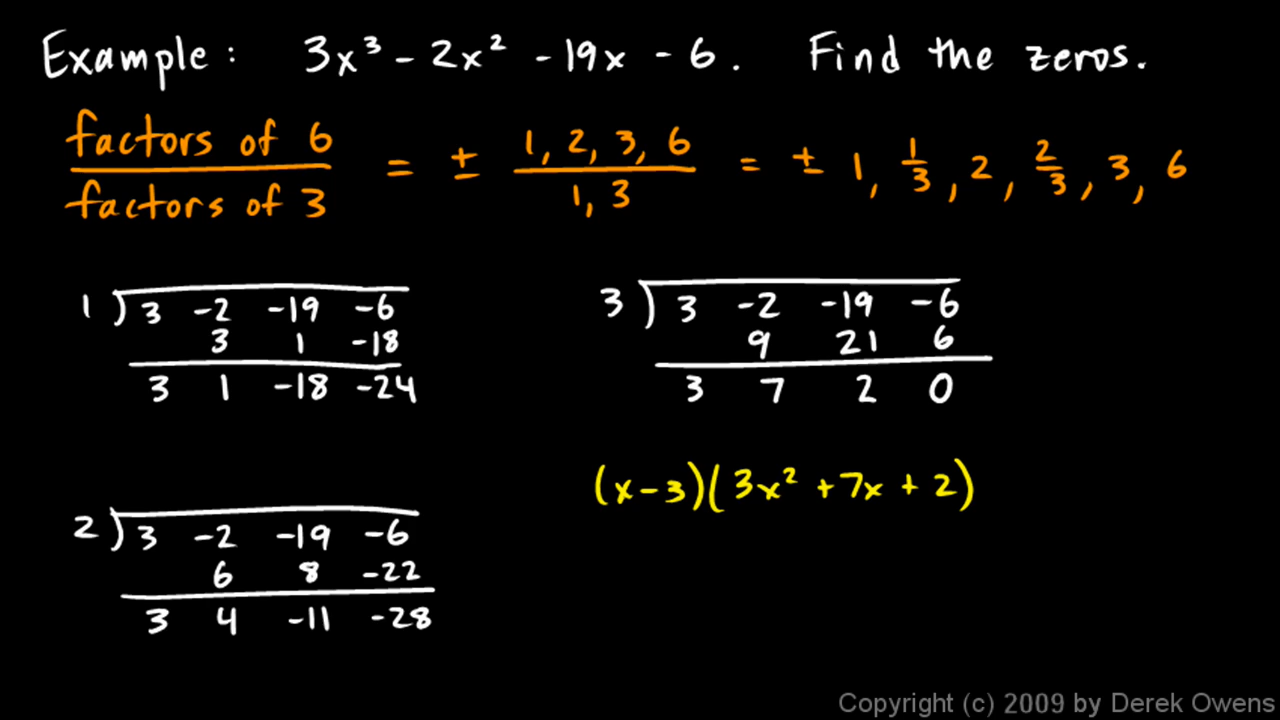 Example: 3x³ - 2x² - 19x - 6. Find the zeros.
factors of 6 / factors of 3 = ± 1, 2, 3, 6 / 1, 3 = ± 1, 1/3, 2, 2/3, 3, 6
1 ) 3 -2 -19 -6
3 1 -18
3 1 -18 -24
3 ) 3 -2 -19 -6
9 21 6
3 7 2 0
(x - 3)(3x² + 7x + 2)
2 ) 3 -2 -19 -6
6 8 -22
3 4 -11 -28
Copyright (c) 2009 by Derek Owens